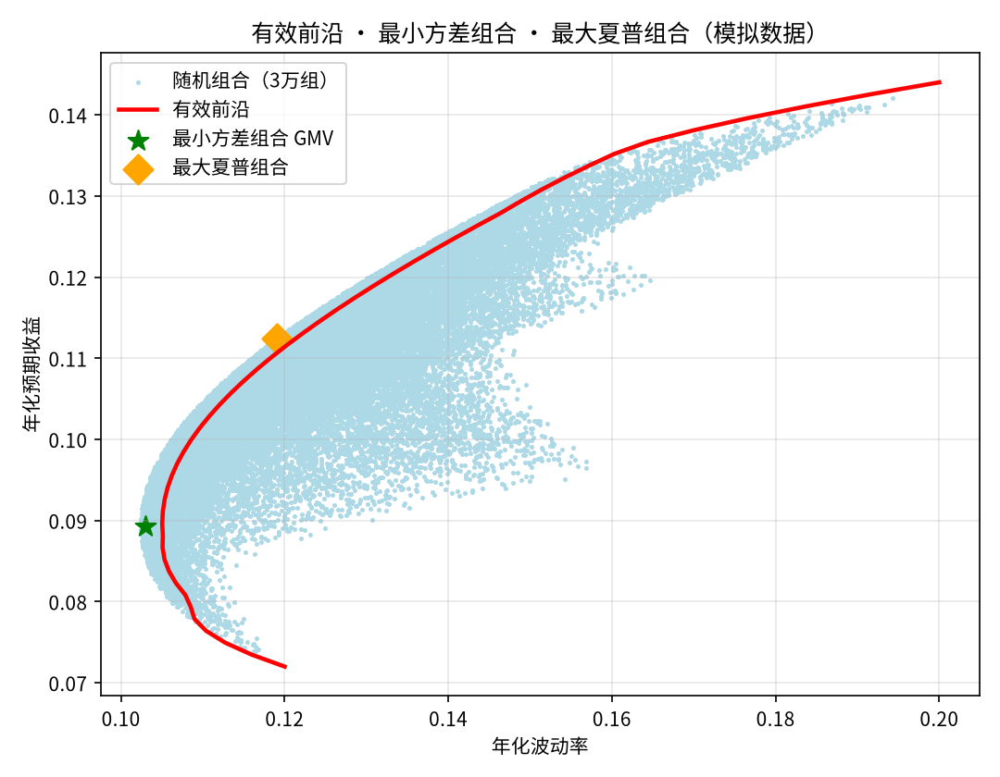 有效前沿 · 最小方差组合 · 最大夏普组合（模拟数据）
随机组合（3万组）
有效前沿
最小方差组合 GMV
最大夏普组合
年化预期收益
0.14
0.13
0.12
0.11
0.10
0.09
0.08
0.07
0.10 0.12 0.14 0.16 0.18 0.20
年化波动率